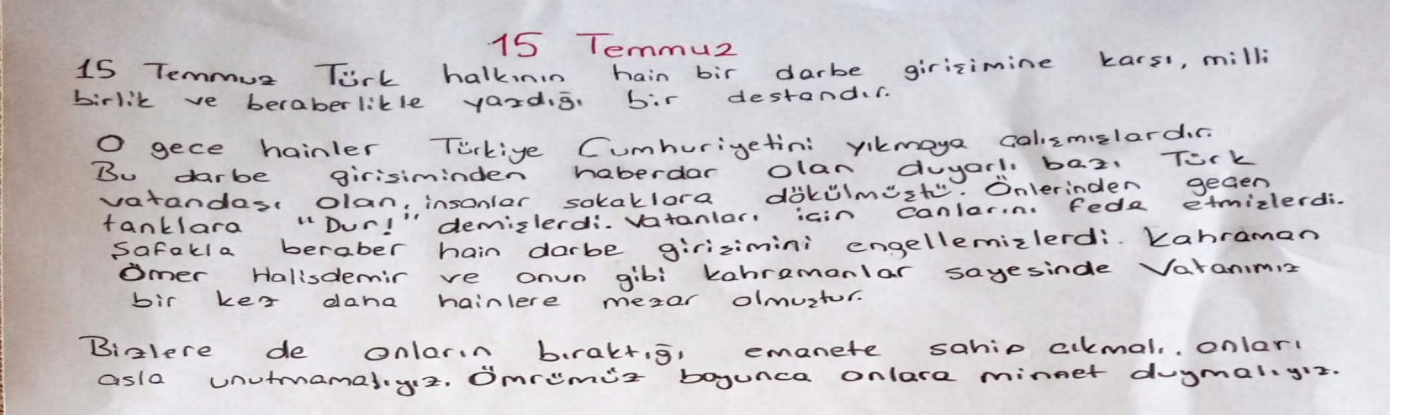 15 Temmuz
15 Temmuz Türk halkının hain bir darbe girişimine karşı, milli
birlik ve beraberlikle yazdığı bir destandır.
O gece hainler Türkiye Cumhuriyetini yıkmaya çalışmışlardır.
Bu darbe girişiminden haberdar olan duyarlı bazı Türk
vatandaşı olan, insanlar sokaklara dökülmüştü. Önlerinden geçen
tanklara "Dur!" demişlerdi. Vatanları için canlarını feda etmişlerdi.
Şafakla beraber hain darbe girişimini engellemişlerdi. Kahraman
Ömer Halisdemir ve onun gibi kahramanlar sayesinde Vatanımız
bir kez daha hainlere mezar olmuştur.
Bizlere de onların bıraktığı emanete sahip çıkmalı, onları
asla unutmamalıyız. Ömrümüz boyunca onlara minnet duymalıyız.